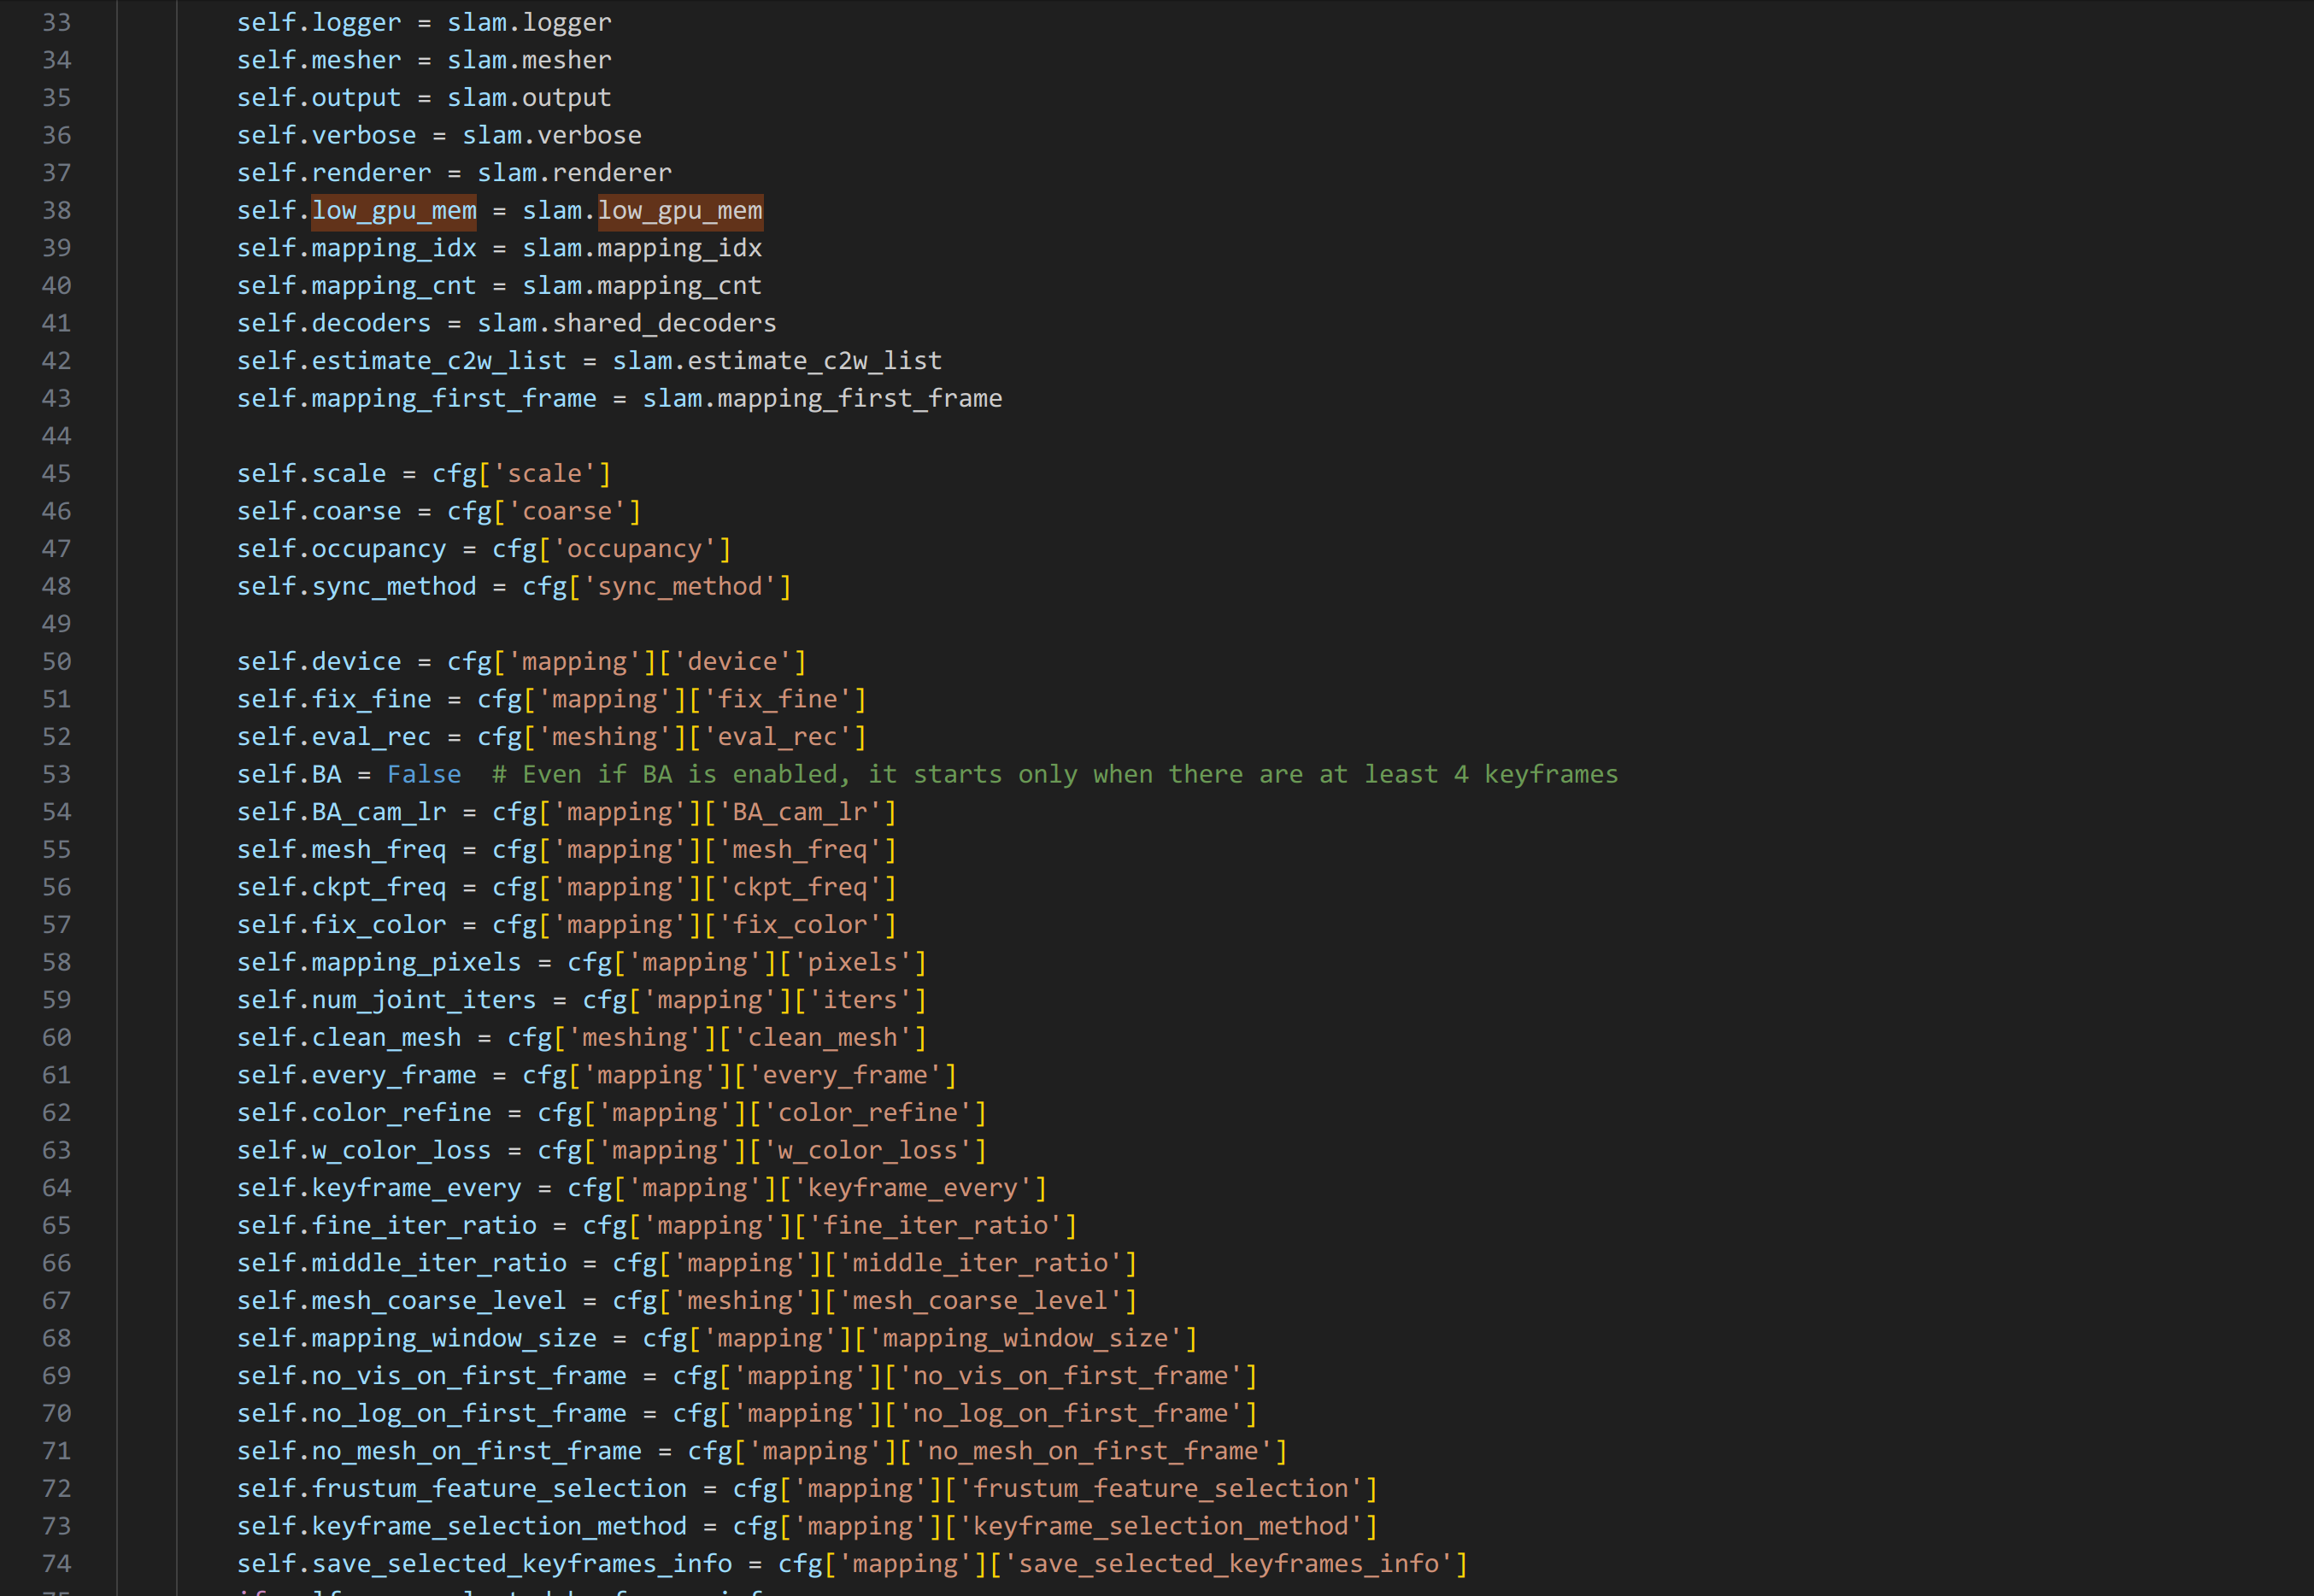 33 self.logger = slam.logger
34 self.mesher = slam.mesher
35 self.output = slam.output
36 self.verbose = slam.verbose
37 self.renderer = slam.renderer
38 self.low_gpu_mem = slam.low_gpu_mem
39 self.mapping_idx = slam.mapping_idx
40 self.mapping_cnt = slam.mapping_cnt
41 self.decoders = slam.shared_decoders
42 self.estimate_c2w_list = slam.estimate_c2w_list
43 self.mapping_first_frame = slam.mapping_first_frame
44
45 self.scale = cfg['scale']
46 self.coarse = cfg['coarse']
47 self.occupancy = cfg['occupancy']
48 self.sync_method = cfg['sync_method']
49
50 self.device = cfg['mapping']['device']
51 self.fix_fine = cfg['mapping']['fix_fine']
52 self.eval_rec = cfg['meshing']['eval_rec']
53 self.BA = False  # Even if BA is enabled, it starts only when there are at least 4 keyframes
54 self.BA_cam_lr = cfg['mapping']['BA_cam_lr']
55 self.mesh_freq = cfg['mapping']['mesh_freq']
56 self.ckpt_freq = cfg['mapping']['ckpt_freq']
57 self.fix_color = cfg['mapping']['fix_color']
58 self.mapping_pixels = cfg['mapping']['pixels']
59 self.num_joint_iters = cfg['mapping']['iters']
60 self.clean_mesh = cfg['meshing']['clean_mesh']
61 self.every_frame = cfg['mapping']['every_frame']
62 self.color_refine = cfg['mapping']['color_refine']
63 self.w_color_loss = cfg['mapping']['w_color_loss']
64 self.keyframe_every = cfg['mapping']['keyframe_every']
65 self.fine_iter_ratio = cfg['mapping']['fine_iter_ratio']
66 self.middle_iter_ratio = cfg['mapping']['middle_iter_ratio']
67 self.mesh_coarse_level = cfg['meshing']['mesh_coarse_level']
68 self.mapping_window_size = cfg['mapping']['mapping_window_size']
69 self.no_vis_on_first_frame = cfg['mapping']['no_vis_on_first_frame']
70 self.no_log_on_first_frame = cfg['mapping']['no_log_on_first_frame']
71 self.no_mesh_on_first_frame = cfg['mapping']['no_mesh_on_first_frame']
72 self.frustum_feature_selection = cfg['mapping']['frustum_feature_selection']
73 self.keyframe_selection_method = cfg['mapping']['keyframe_selection_method']
74 self.save_selected_keyframes_info = cfg['mapping']['save_selected_keyframes_info']